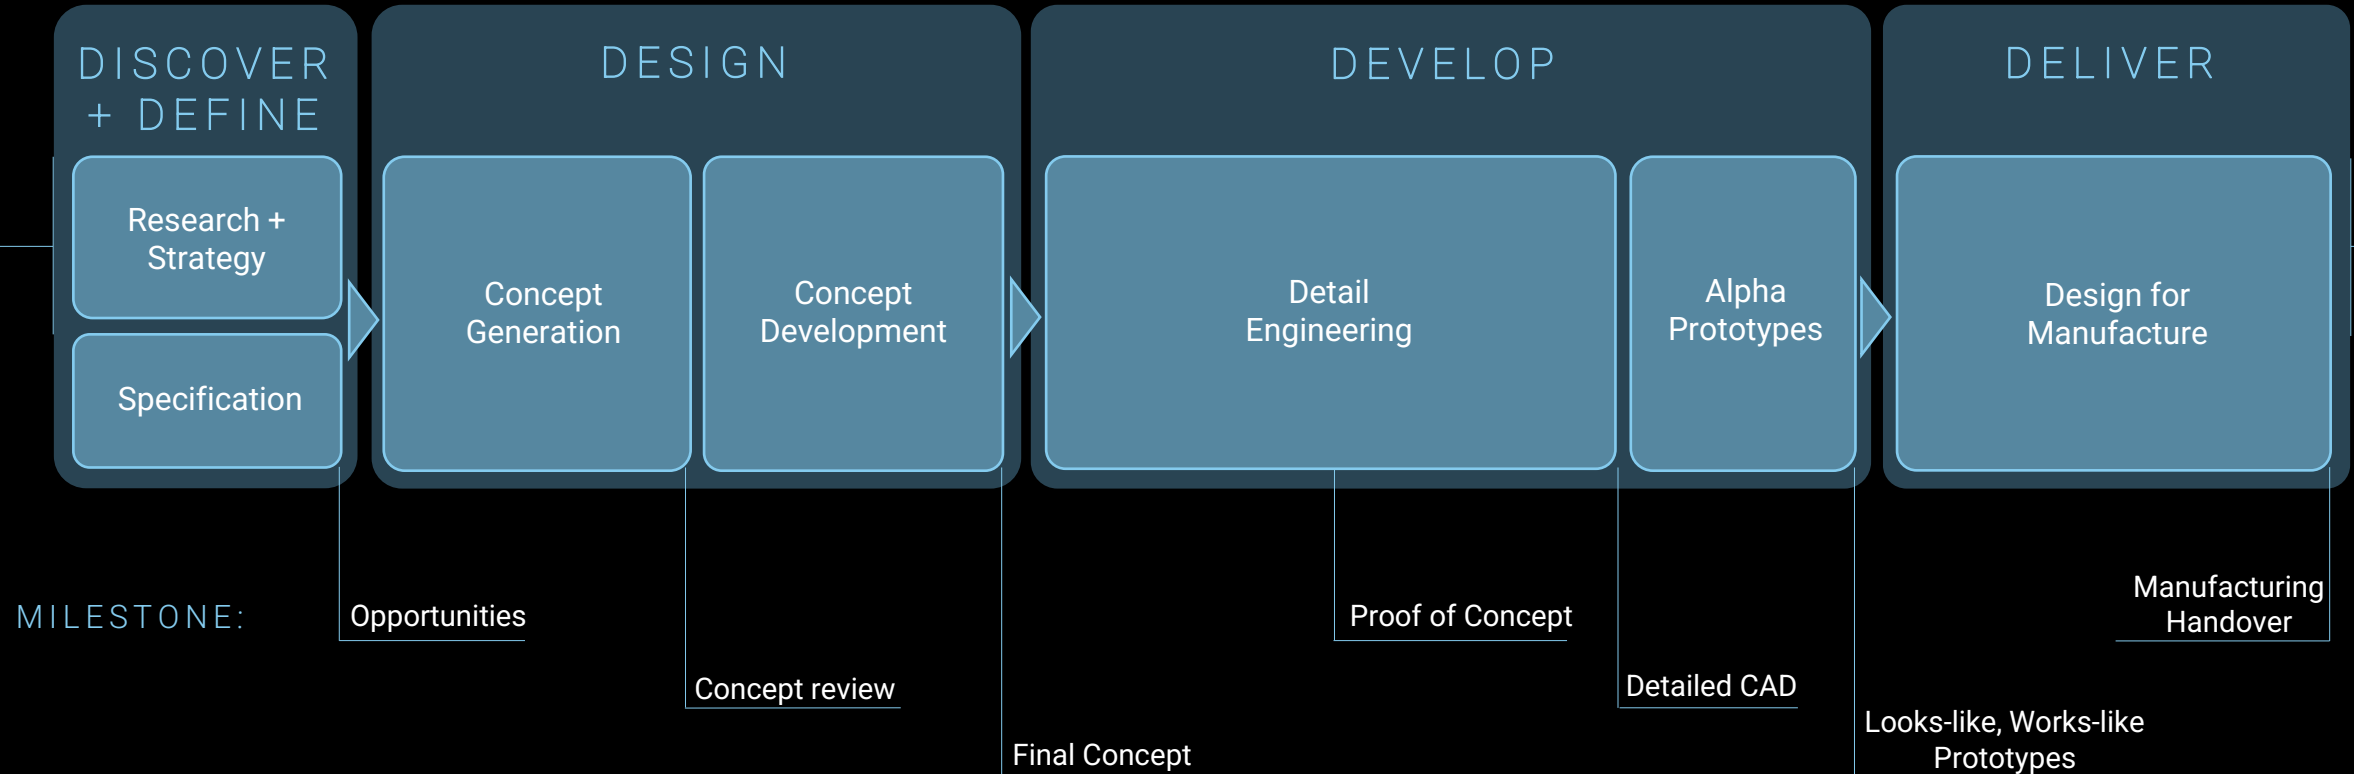 DISCOVER
+ DEFINE
Research +
Strategy
Specification
DESIGN
Concept
Generation
Concept
Development
DEVELOP
Detail
Engineering
Alpha
Prototypes
DELIVER
Design for
Manufacture
MILESTONE:
Opportunities
Concept review
Final Concept
Proof of Concept
Detailed CAD
Looks-like, Works-like
Prototypes
Manufacturing
Handover